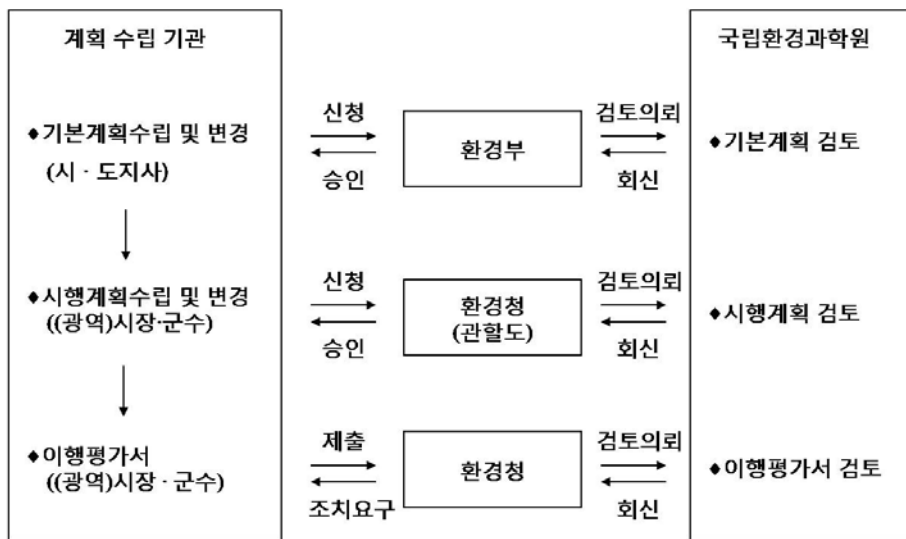 계획 수립 기관
국립환경과학원
신청
검토의뢰
◆기본계획수립 및 변경
(시 · 도지사)
환경부
◆기본계획 검토
승인
회신
신청
검토의뢰
◆시행계획수립 및 변경
((광역)시장·군수)
환경청
(관할도)
◆시행계획 검토
승인
회신
제출
검토의뢰
◆이행평가서
((광역)시장 · 군수)
환경청
◆이행평가서 검토
조치요구
회신